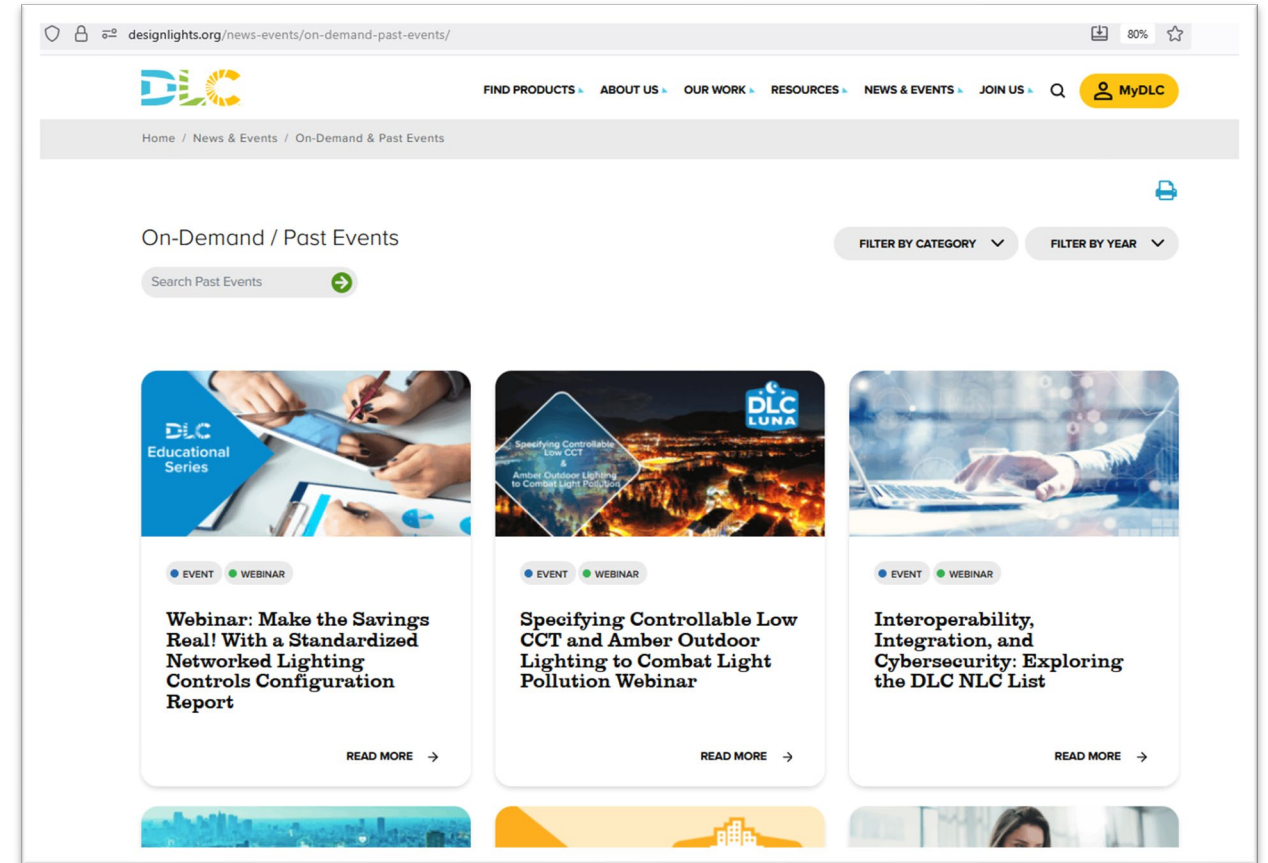 designlights.org/news-events/on-demand-past-events/
80%
DLC
FIND PRODUCTS
ABOUT US
OUR WORK
RESOURCES
NEWS & EVENTS
JOIN US
MyDLC
Home / News & Events / On-Demand & Past Events
On-Demand / Past Events
FILTER BY CATEGORY
FILTER BY YEAR
Search Past Events
DLC
Educational
Series
EVENT
WEBINAR
Webinar: Make the Savings
Real! With a Standardized
Networked Lighting
Controls Configuration
Report
READ MORE
DLC
LUNA
Specifying Controllable
Low CCT
&
Amber Outdoor Lighting
to Combat Light Pollution
EVENT
WEBINAR
Specifying Controllable Low
CCT and Amber Outdoor
Lighting to Combat Light
Pollution Webinar
READ MORE
EVENT
WEBINAR
Interoperability,
Integration, and
Cybersecurity: Exploring
the DLC NLC List
READ MORE